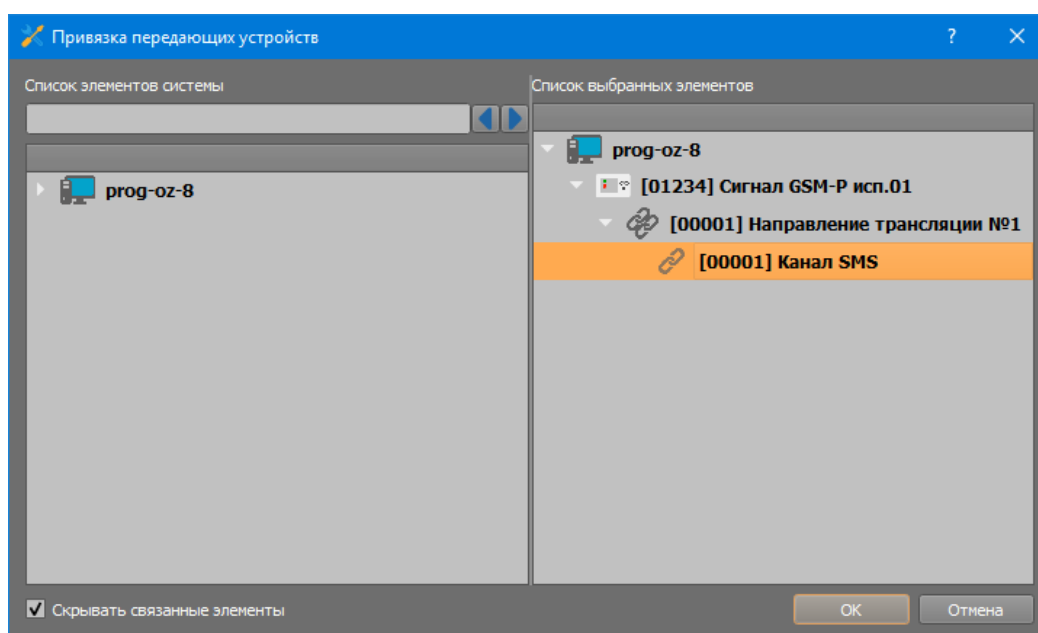 Привязка передающих устройств
?
Список элементов системы
prog-oz-8
Список выбранных элементов
prog-oz-8
[01234] Сигнал GSM-P исп.01
[00001] Направление трансляции №1
[00001] Канал SMS
Скрывать связанные элементы
OK
Отмена